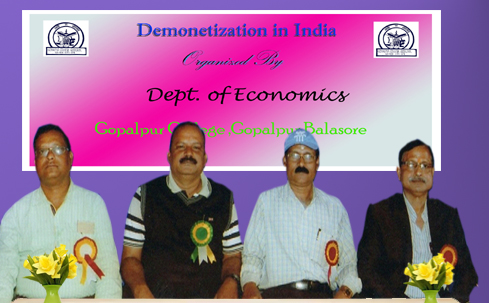 Demonetization in India
Organized By
Dept. of Economics
Gopalpur College, Gopalpur, Balasore